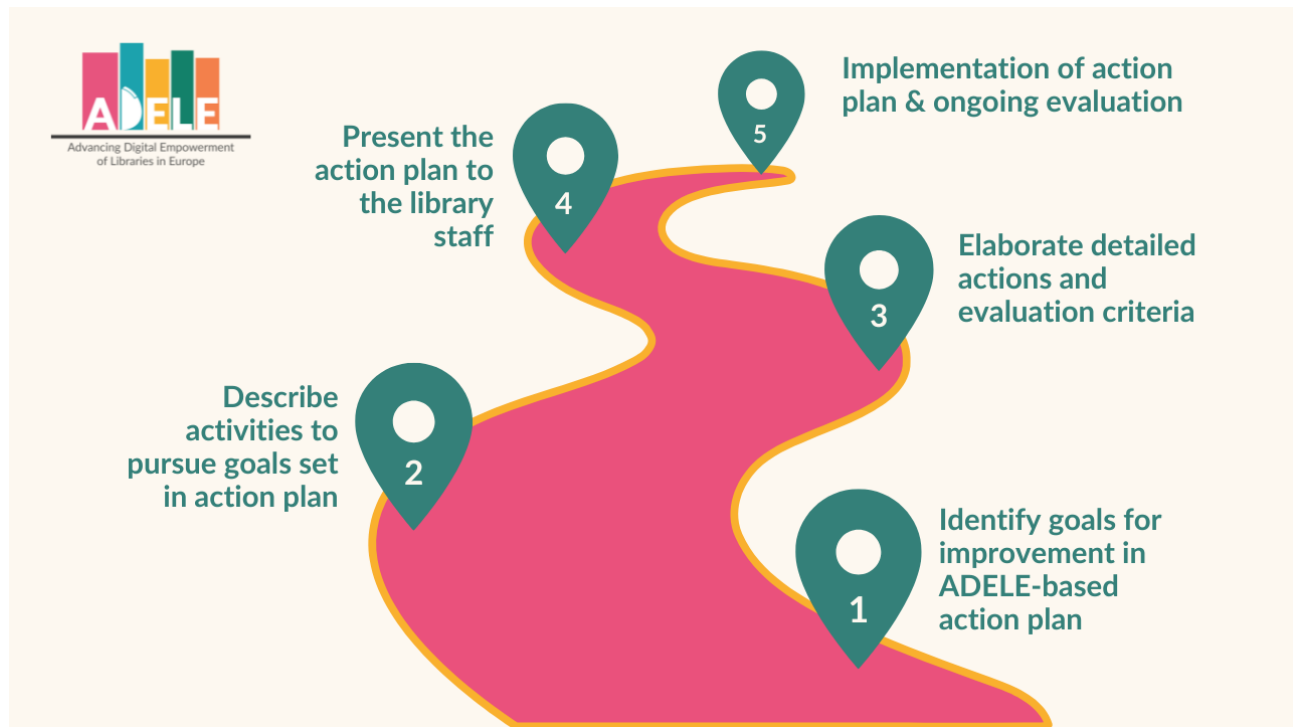 ADELE
Advancing Digital Empowerment
of Libraries in Europe
Implementation of action
plan & ongoing evaluation
5
Present the
action plan to
the library
staff
4
Elaborate detailed
actions and
evaluation criteria
3
Describe
activities to
pursue goals set
in action plan
2
Identify goals for
improvement in
ADELE-based
action plan
1